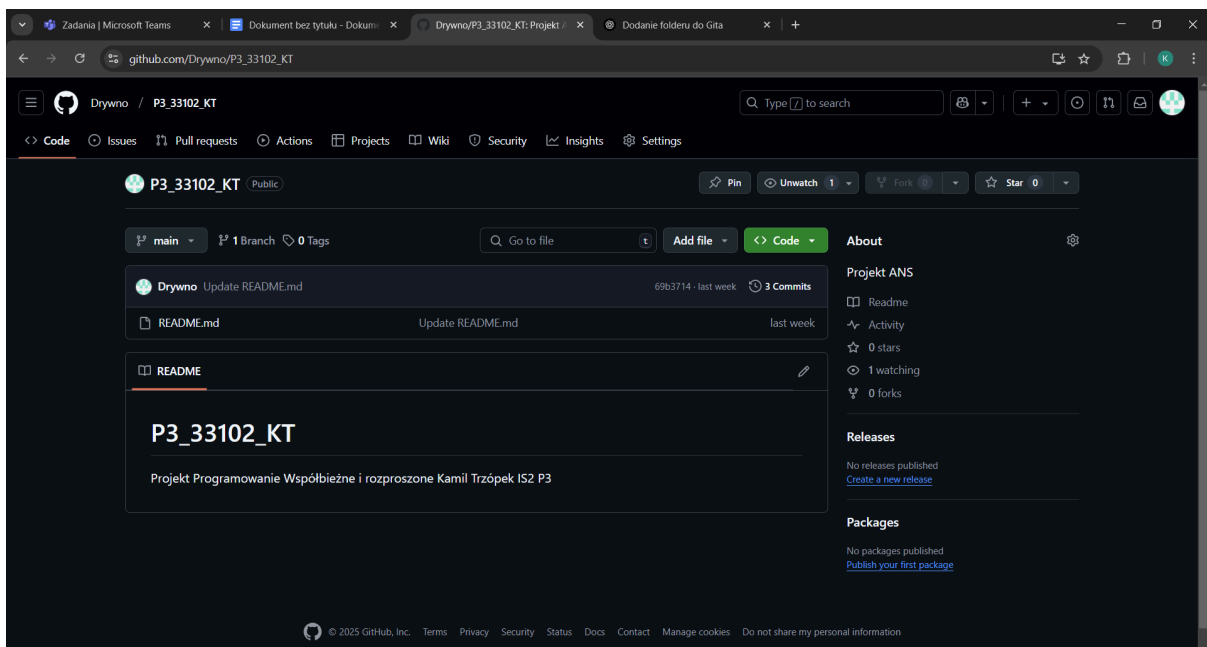 Zadania | Microsoft Teams
Dokument bez tytułu - Dokume
Drywno/P3_33102_KT: Projekt A
Dodanie folderu do Gita
github.com/Drywno/P3_33102_KT
K
Drywno / P3_33102_KT
Type / to search
Code
Issues
Pull requests
Actions
Projects
Wiki
Security
Insights
Settings
P3_33102_KT Public
Pin
Unwatch 1
Fork 0
Star 0
main
1 Branch
0 Tags
Go to file
t
Add file
Code
Drywno Update README.md
69b3714 · last week
3 Commits
README.md
Update README.md
last week
README
P3_33102_KT
Projekt Programowanie Współbieżne i rozproszone Kamil Trzópek IS2 P3
About
Projekt ANS
Readme
Activity
0 stars
1 watching
0 forks
Releases
No releases published
Create a new release
Packages
No packages published
Publish your first package
© 2025 GitHub, Inc. Terms Privacy Security Status Docs Contact Manage cookies Do not share my personal information